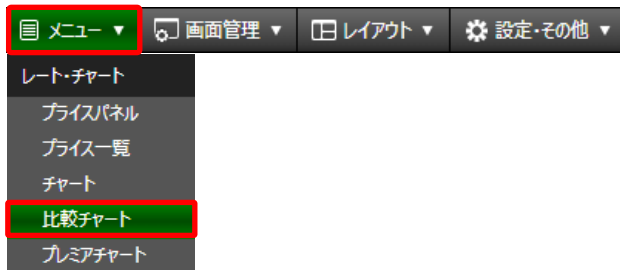 メニュー ▼ 画面管理 ▼ レイアウト ▼ 設定・その他 ▼
レート・チャート
プライスパネル
プライス一覧
チャート
比較チャート
プレミアチャート